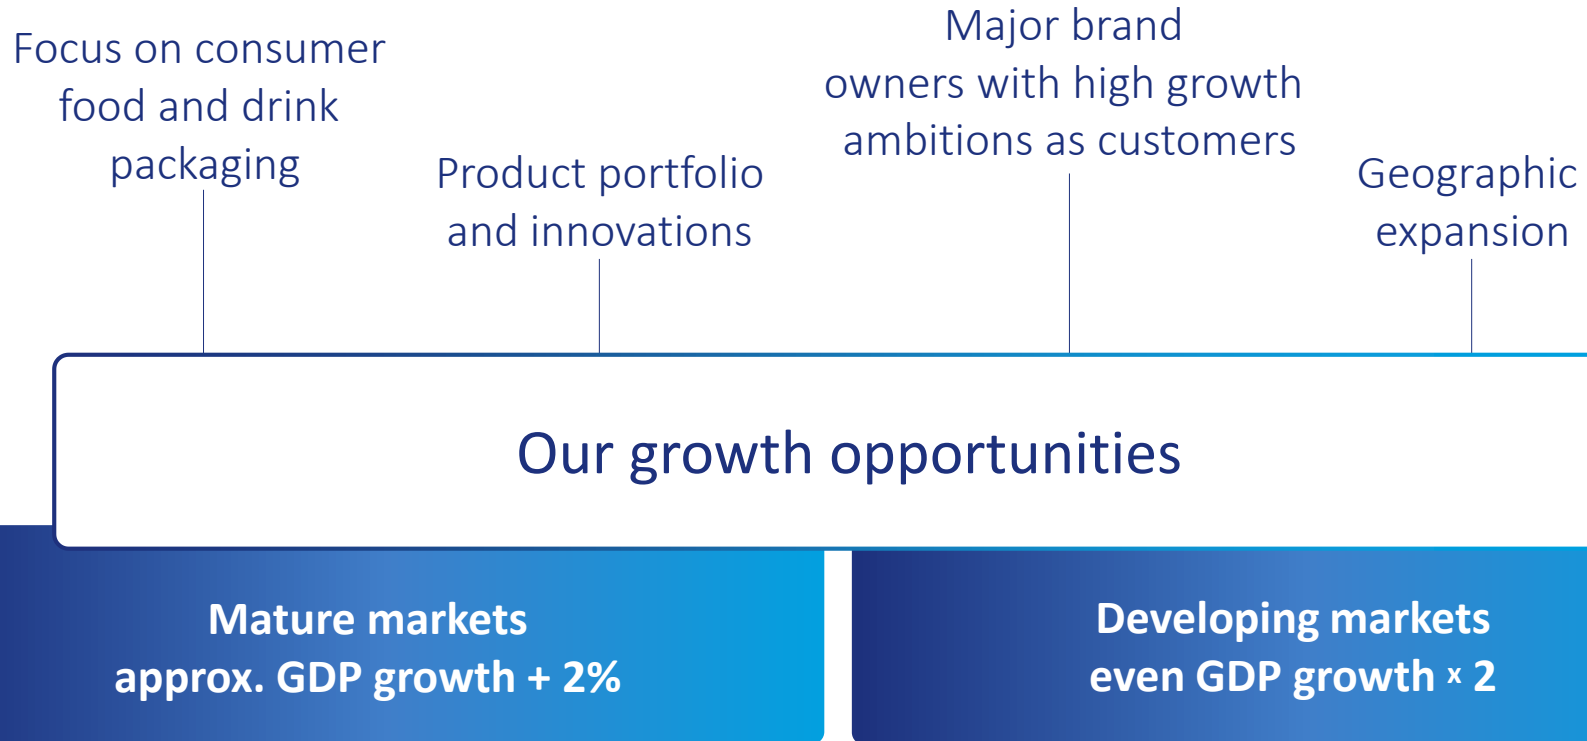 Focus on consumer
food and drink
packaging
Product portfolio
and innovations
Major brand
owners with high growth
ambitions as customers
Geographic
expansion
Our growth opportunities
Mature markets
approx. GDP growth + 2%
Developing markets
even GDP growth x 2